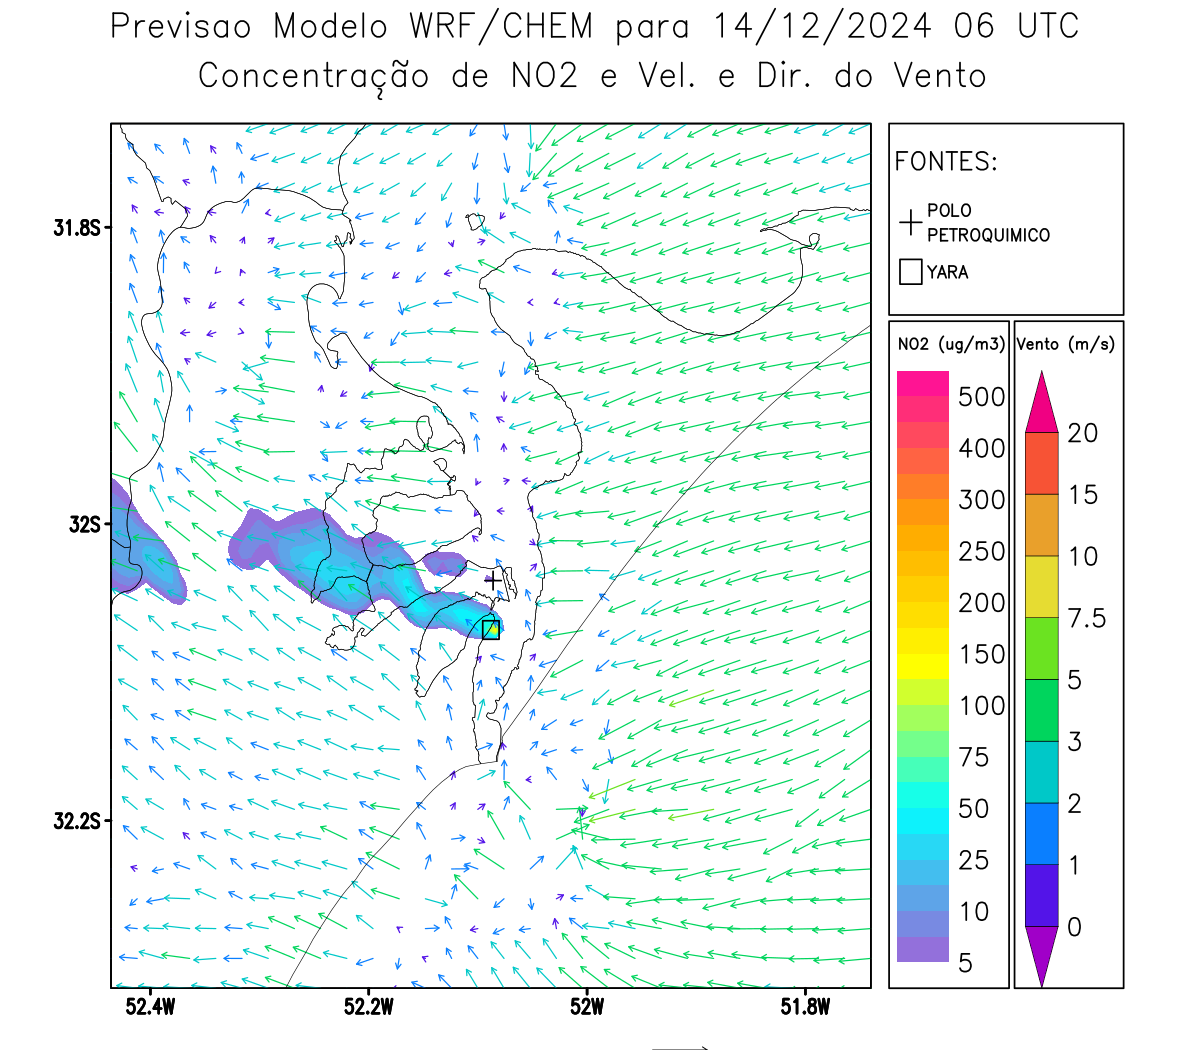 Previsao Modelo WRF/CHEM para 14/12/2024 06 UTC
Concentração de NO2 e Vel. e Dir. do Vento
FONTES:
POLO
PETROQUIMICO
YARA
NO2 (ug/m3)
500
400
300
250
200
150
100
75
50
25
10
5
Vento (m/s)
20
15
10
7.5
5
3
2
1
0
31.8S
32S
32.2S
52.4W
52.2W
52W
51.8W